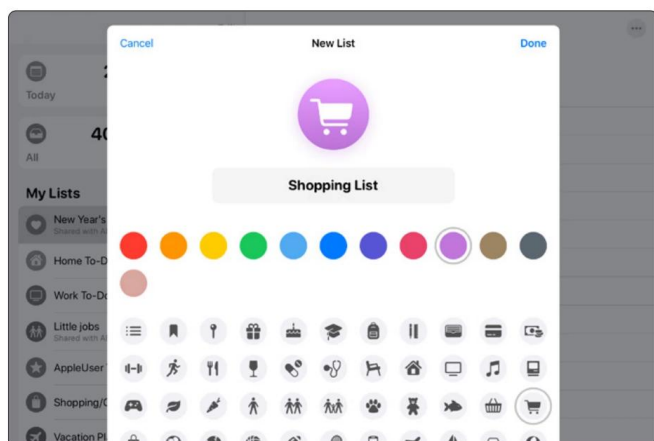 Cancel
New List
Done
Today
All
40
Shopping List
My Lists
New Year's
Shared with
Home To-D
Work To-Do
Little jobs
Shared with
AppleUser
Shopping/
Vacation Pl